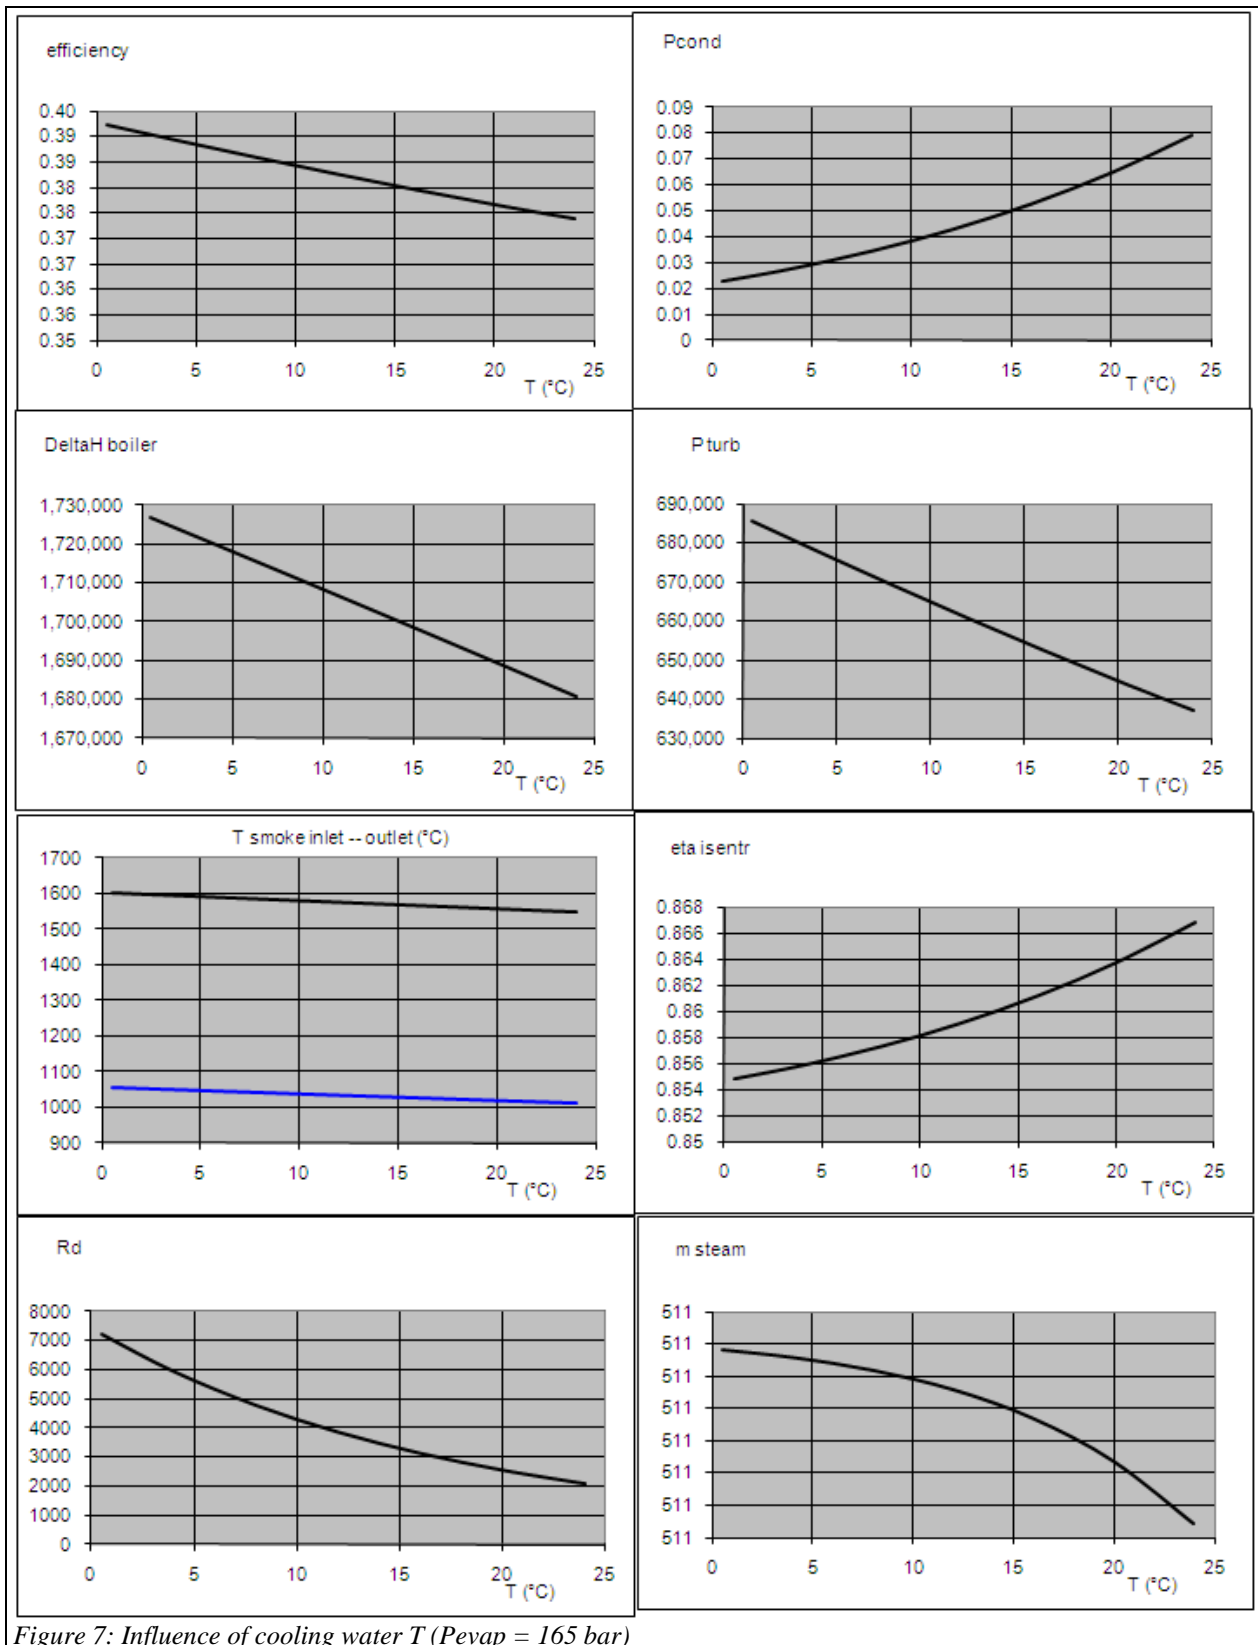 efficiency
0.40
0.39
0.39
0.38
0.38
0.37
0.37
0.36
0.36
0.35
0 5 10 15 20 25
T (°C)
Pcond
0.09
0.08
0.07
0.06
0.05
0.04
0.03
0.02
0.01
0
0 5 10 15 20 25
T (°C)
DeltaH boiler
1,730,000
1,720,000
1,710,000
1,700,000
1,690,000
1,680,000
1,670,000
0 5 10 15 20 25
T (°C)
P turb
690,000
680,000
670,000
660,000
650,000
640,000
630,000
0 5 10 15 20 25
T (°C)
T smoke inlet -- outlet (°C)
1700
1600
1500
1400
1300
1200
1100
1000
900
0 5 10 15 20 25
T (°C)
eta isentr
0.868
0.866
0.864
0.862
0.86
0.858
0.856
0.854
0.852
0.85
0 5 10 15 20 25
T (°C)
Rd
8000
7000
6000
5000
4000
3000
2000
1000
0
0 5 10 15 20 25
T (°C)
m steam
511
511
511
511
511
511
511
511
0 5 10 15 20 25
T (°C)
Figure 7: Influence of cooling water T (Pevap = 165 bar)